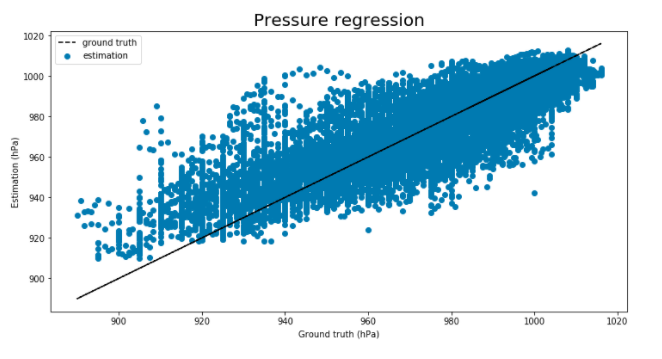 Pressure regression
ground truth
estimation
1020
1000
980
960
940
920
900
Estimation (hPa)
900
920
940
960
980
1000
1020
Ground truth (hPa)